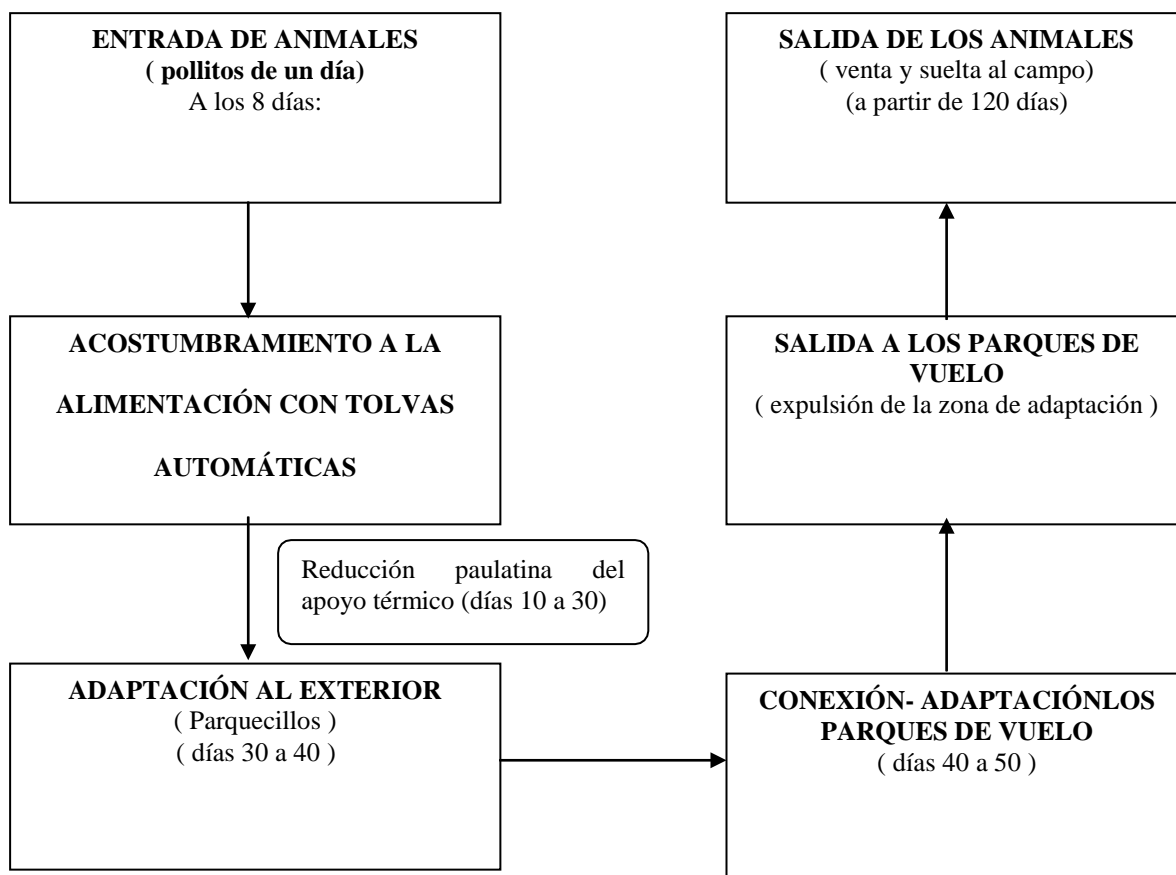 ENTRADA DE ANIMALES
( pollitos de un día)
A los 8 días:
ACOSTUMBRAMIENTO A LA
ALIMENTACIÓN CON TOLVAS
AUTOMÁTICAS
Reducción paulatina del
apoyo térmico (días 10 a 30)
ADAPTACIÓN AL EXTERIOR
( Parquecillos )
( días 30 a 40 )
CONEXIÓN- ADAPTACIÓNLOS
PARQUES DE VUELO
( días 40 a 50 )
SALIDA A LOS PARQUES DE
VUELO
( expulsión de la zona de adaptación )
SALIDA DE LOS ANIMALES
( venta y suelta al campo)
(a partir de 120 días)